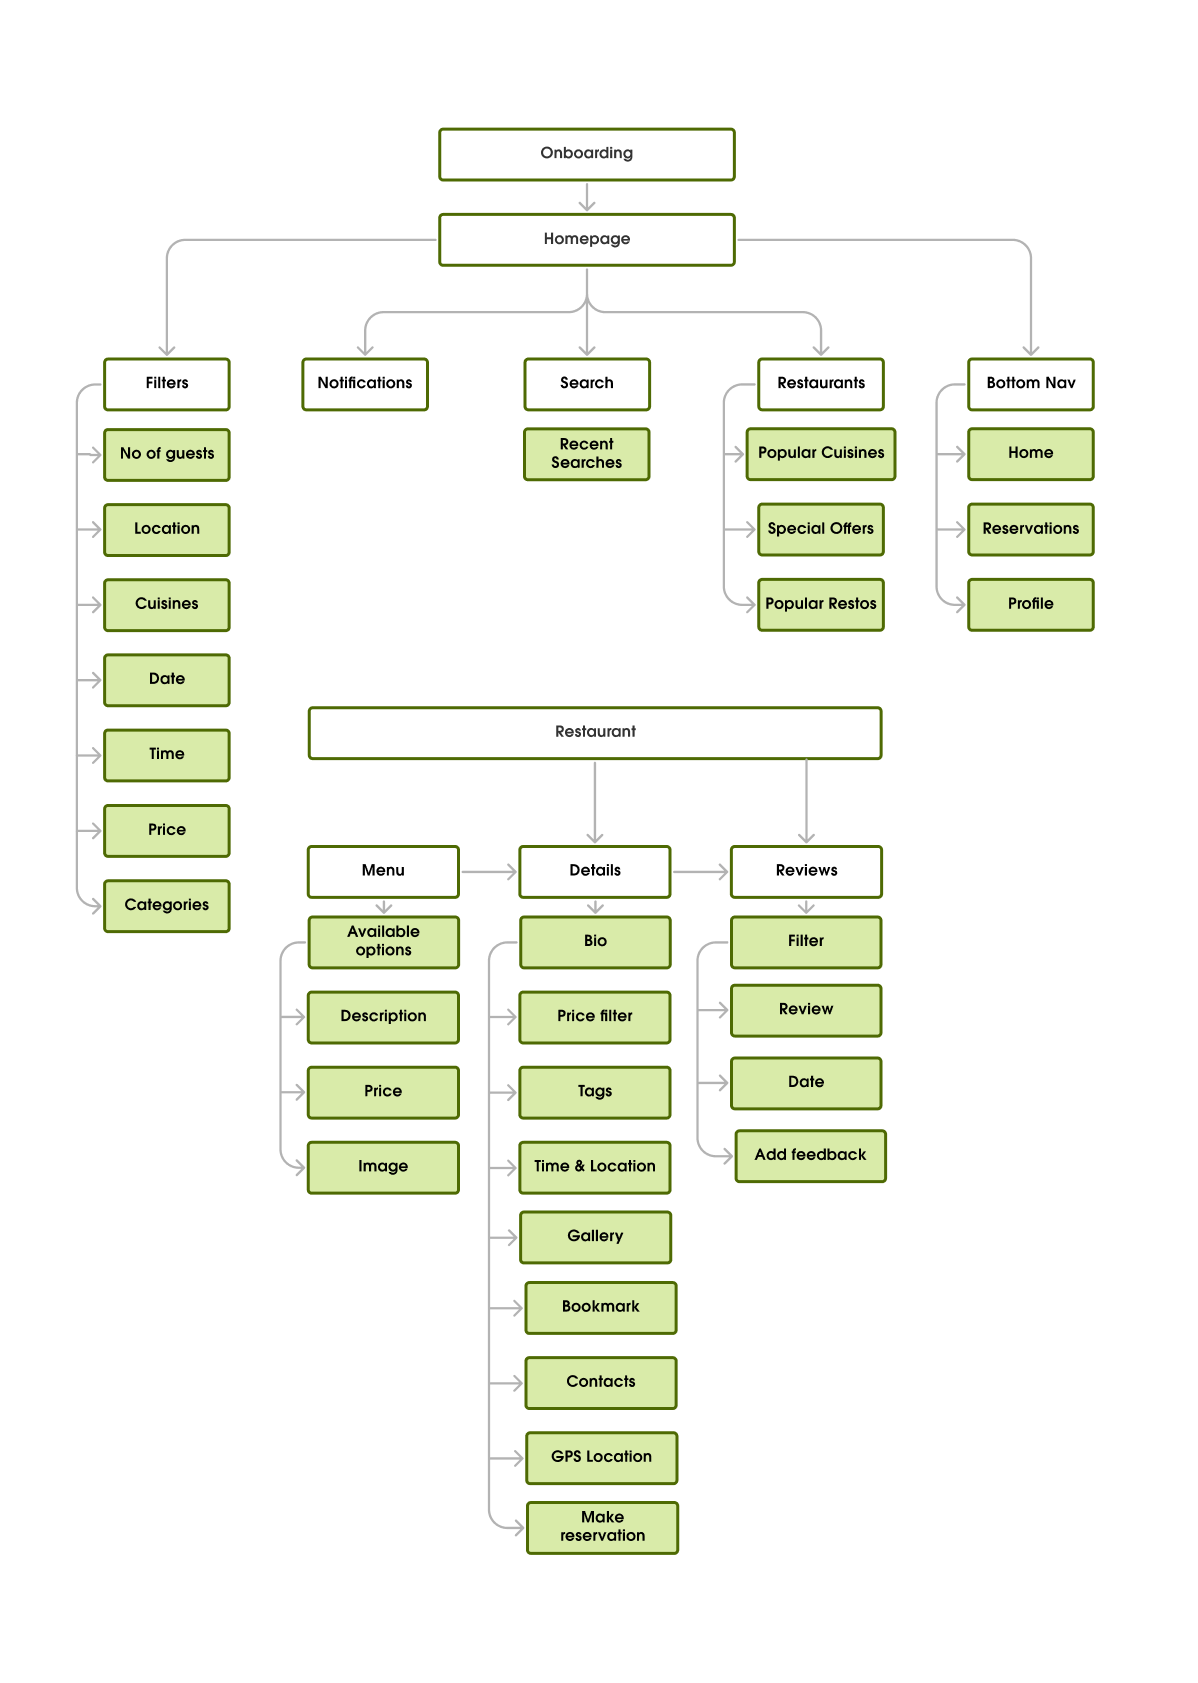 Onboarding
Homepage
Filters
Notifications
Search
Restaurants
Bottom Nav
No of guests
Recent
Searches
Popular Cuisines
Home
Location
Special Offers
Reservations
Cuisines
Popular Restos
Profile
Date
Time
Price
Categories
Restaurant
Menu
Details
Reviews
Available
options
Bio
Filter
Description
Price filter
Review
Price
Tags
Date
Image
Time & Location
Add feedback
Gallery
Bookmark
Contacts
GPS Location
Make
reservation